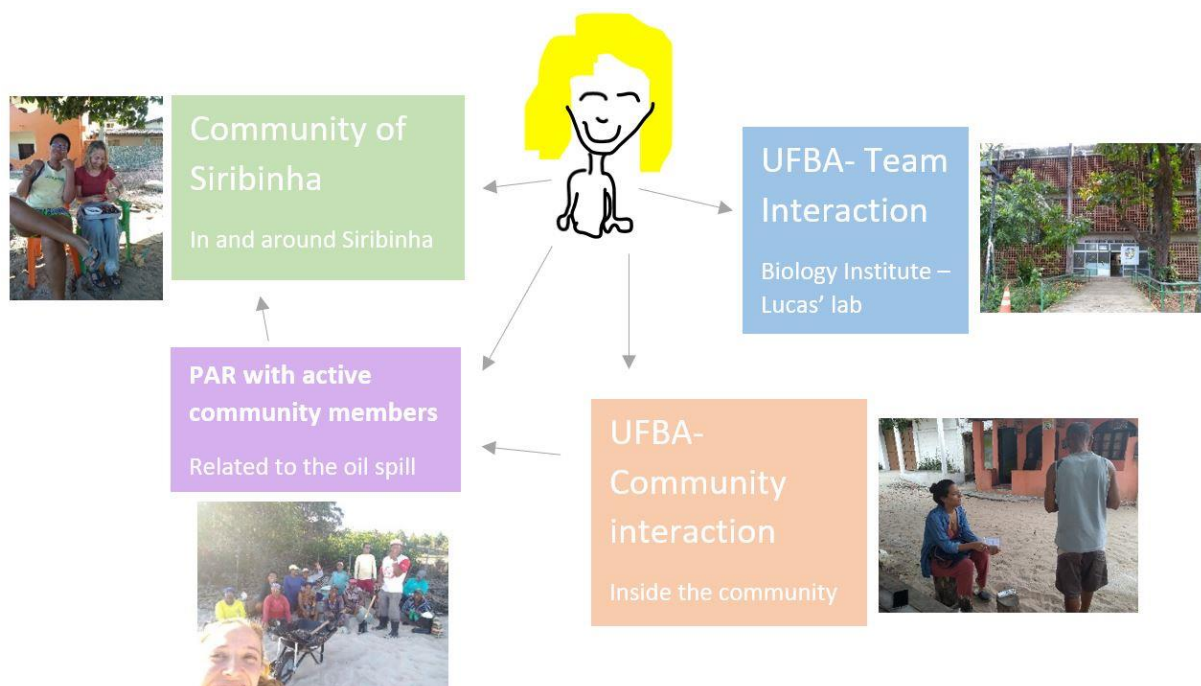 Community of
Siribinha
In and around Siribinha
UFBA- Team
Interaction
Biology Institute –
Lucas' lab
PAR with active
community members
Related to the oil spill
UFBA-
Community
interaction
Inside the community